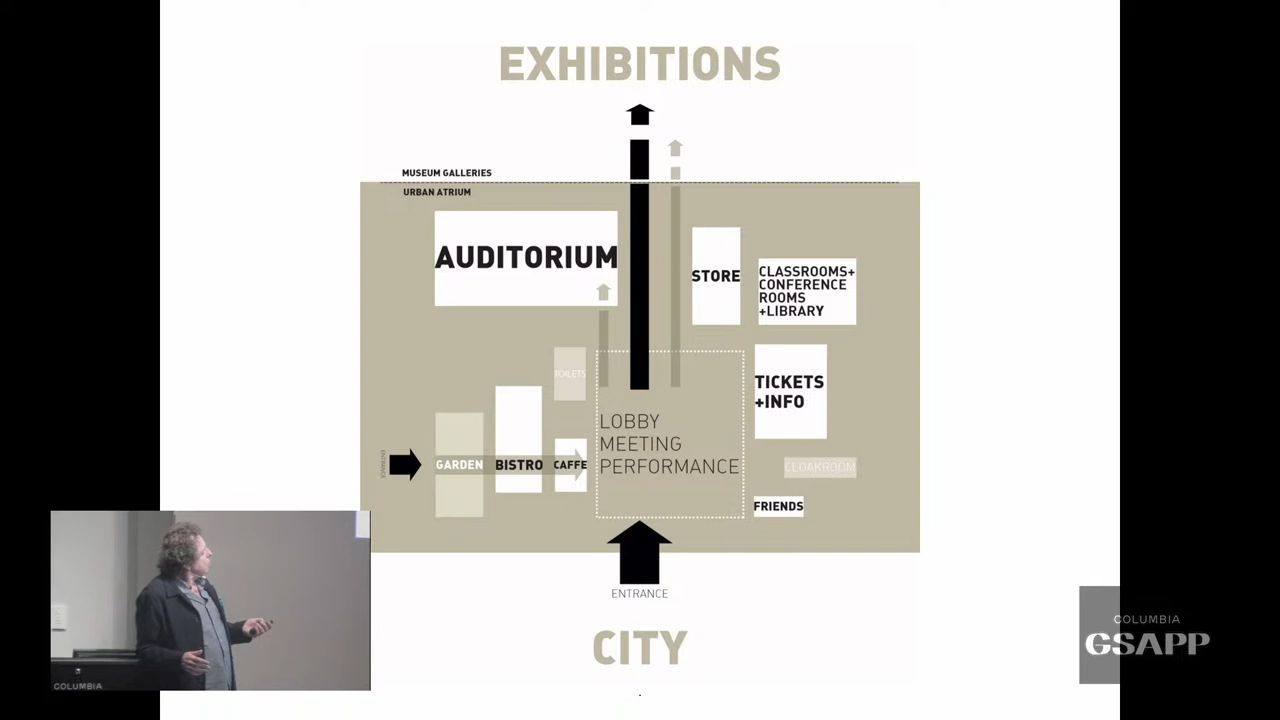 EXHIBITIONS
MUSEUM GALLERIES
URBAN ATRIUM
AUDITORIUM
STORE
CLASSROOMS+
CONFERENCE
ROOMS
+LIBRARY
TOILETS
TICKETS
+INFO
LOBBY
MEETING
PERFORMANCE
ENTRANCE
GARDEN
BISTRO
CAFFE
CLOAKROOM
FRIENDS
ENTRANCE
CITY
COLUMBIA
COLUMBIA
GSAPP